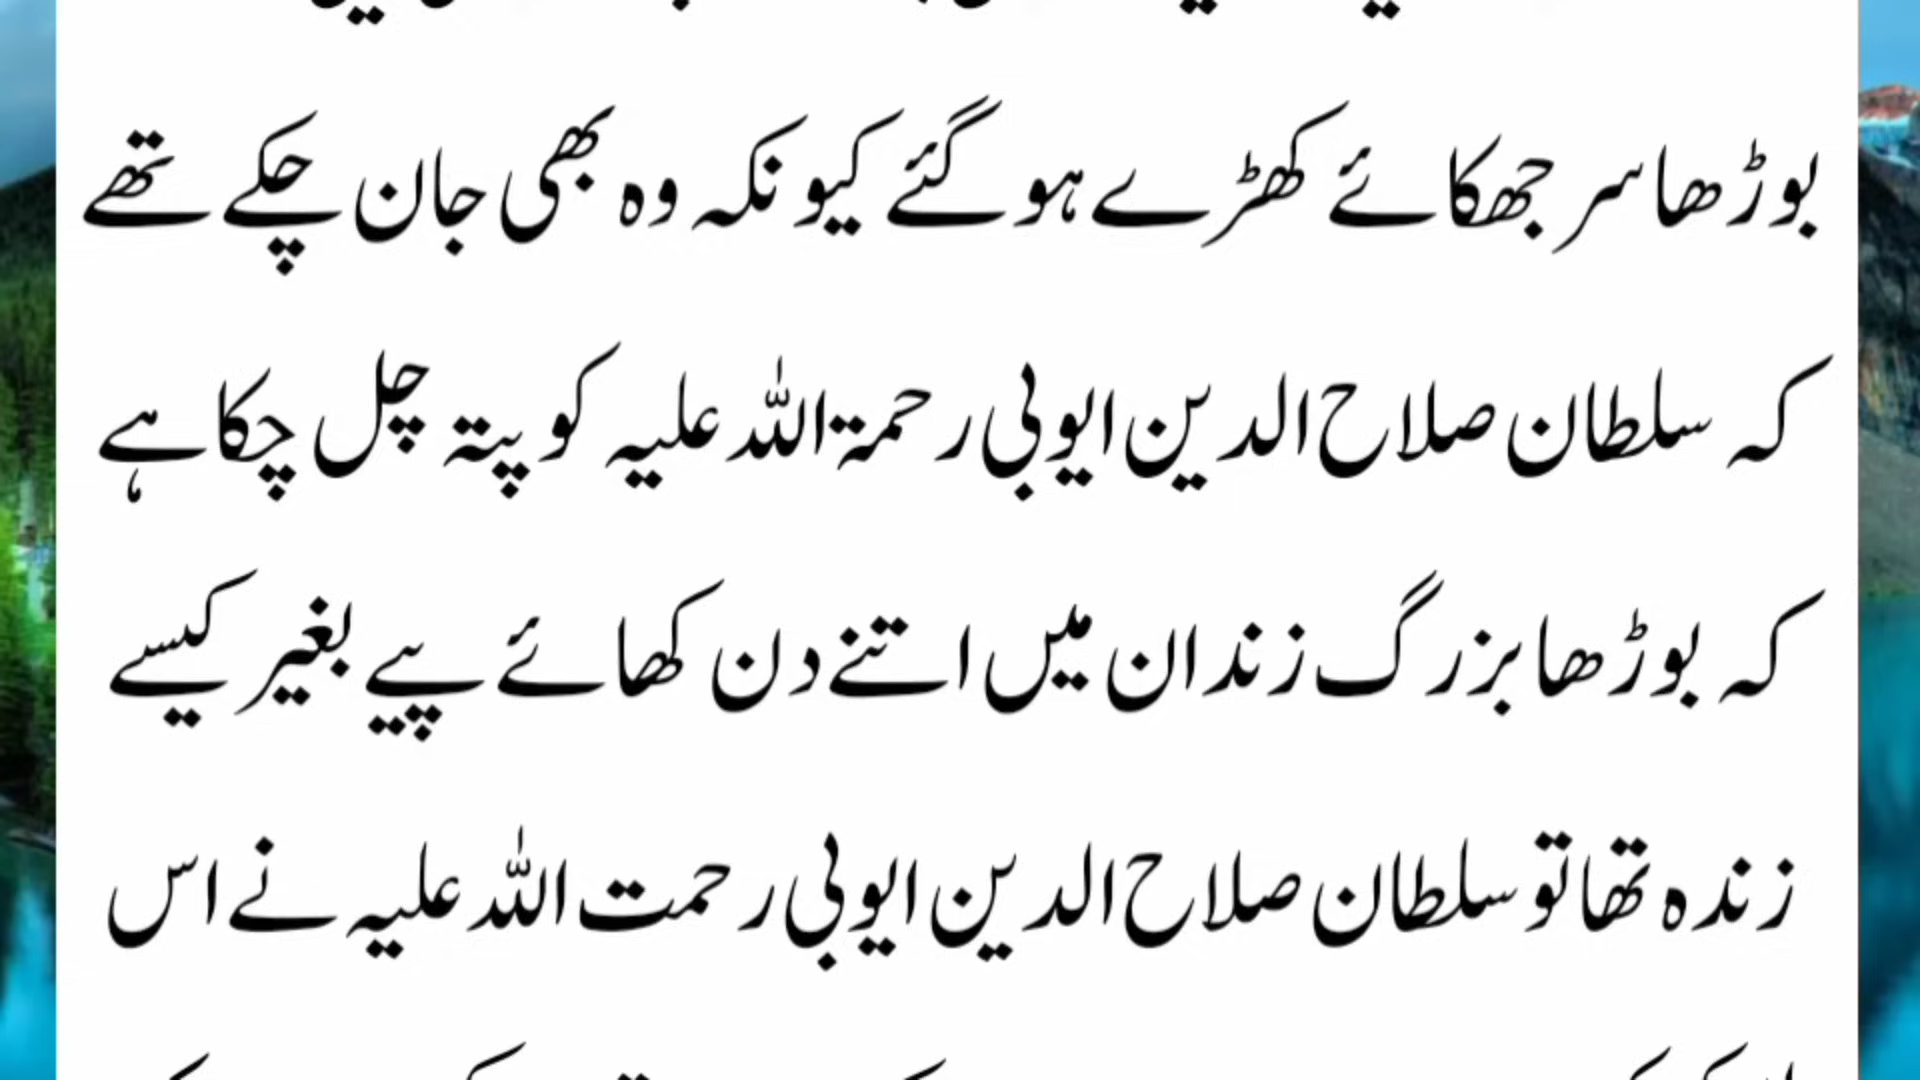 بوڑھا سر جھکائے کھڑے ہو گئے کیونکہ وہ بھی جان چکے تھے
کہ سلطان صلاح الدین ایوبی رحمۃ اللہ علیہ کو پتہ چل چکا ہے
کہ بوڑھا بزرگ زندان میں اتنے دن کھائے پیے بغیر کیسے
زندہ تھا تو سلطان صلاح الدین ایوبی رحمت اللہ علیہ نے اس